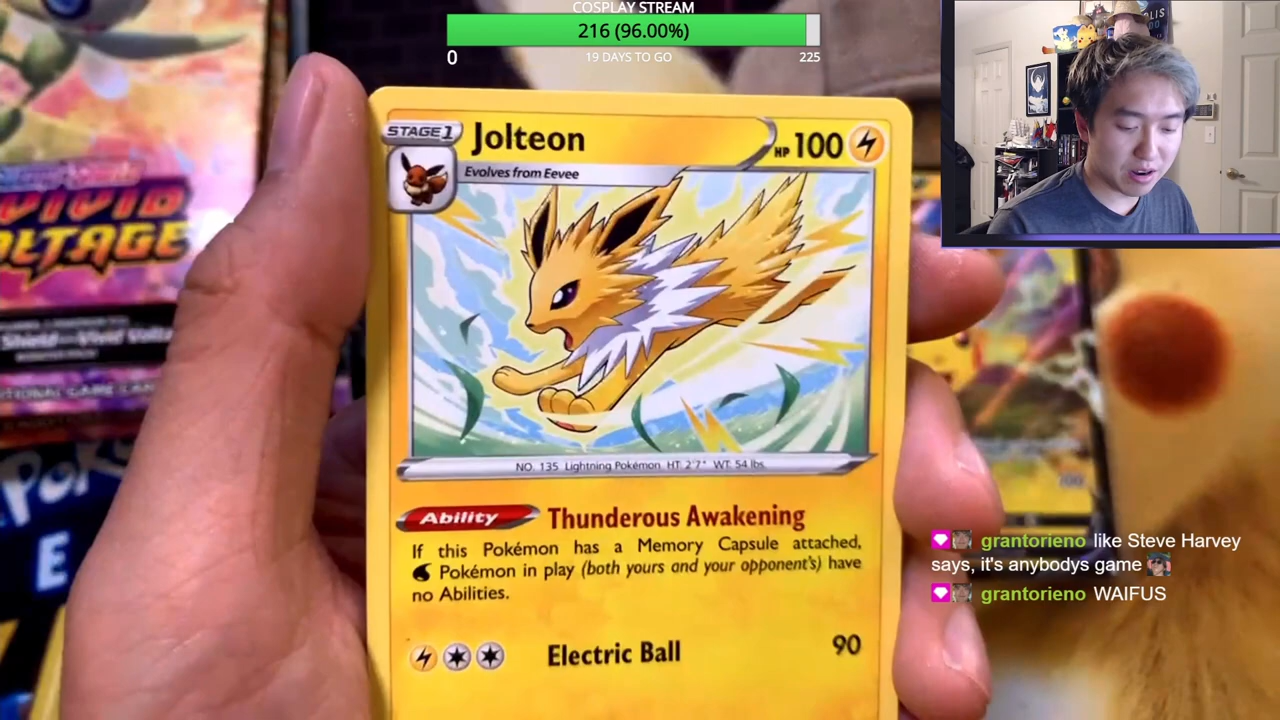 COSPLAY STREAM
216 (96.00%)
0
19 DAYS TO GO
225
STAGE 1
Jolteon
HP 100
Evolves from Eevee
VIVID
VOLTAGE
NO. 135 Lightning Pokémon HT: 2'7" WT: 54 lbs.
Ability
Thunderous Awakening
If this Pokémon has a Memory Capsule attached,
Pokémon in play (both yours and your opponent's) have
no Abilities.
Electric Ball
90
grantorieno like Steve Harvey
says, it's anybodys game
grantorieno WAIFUS